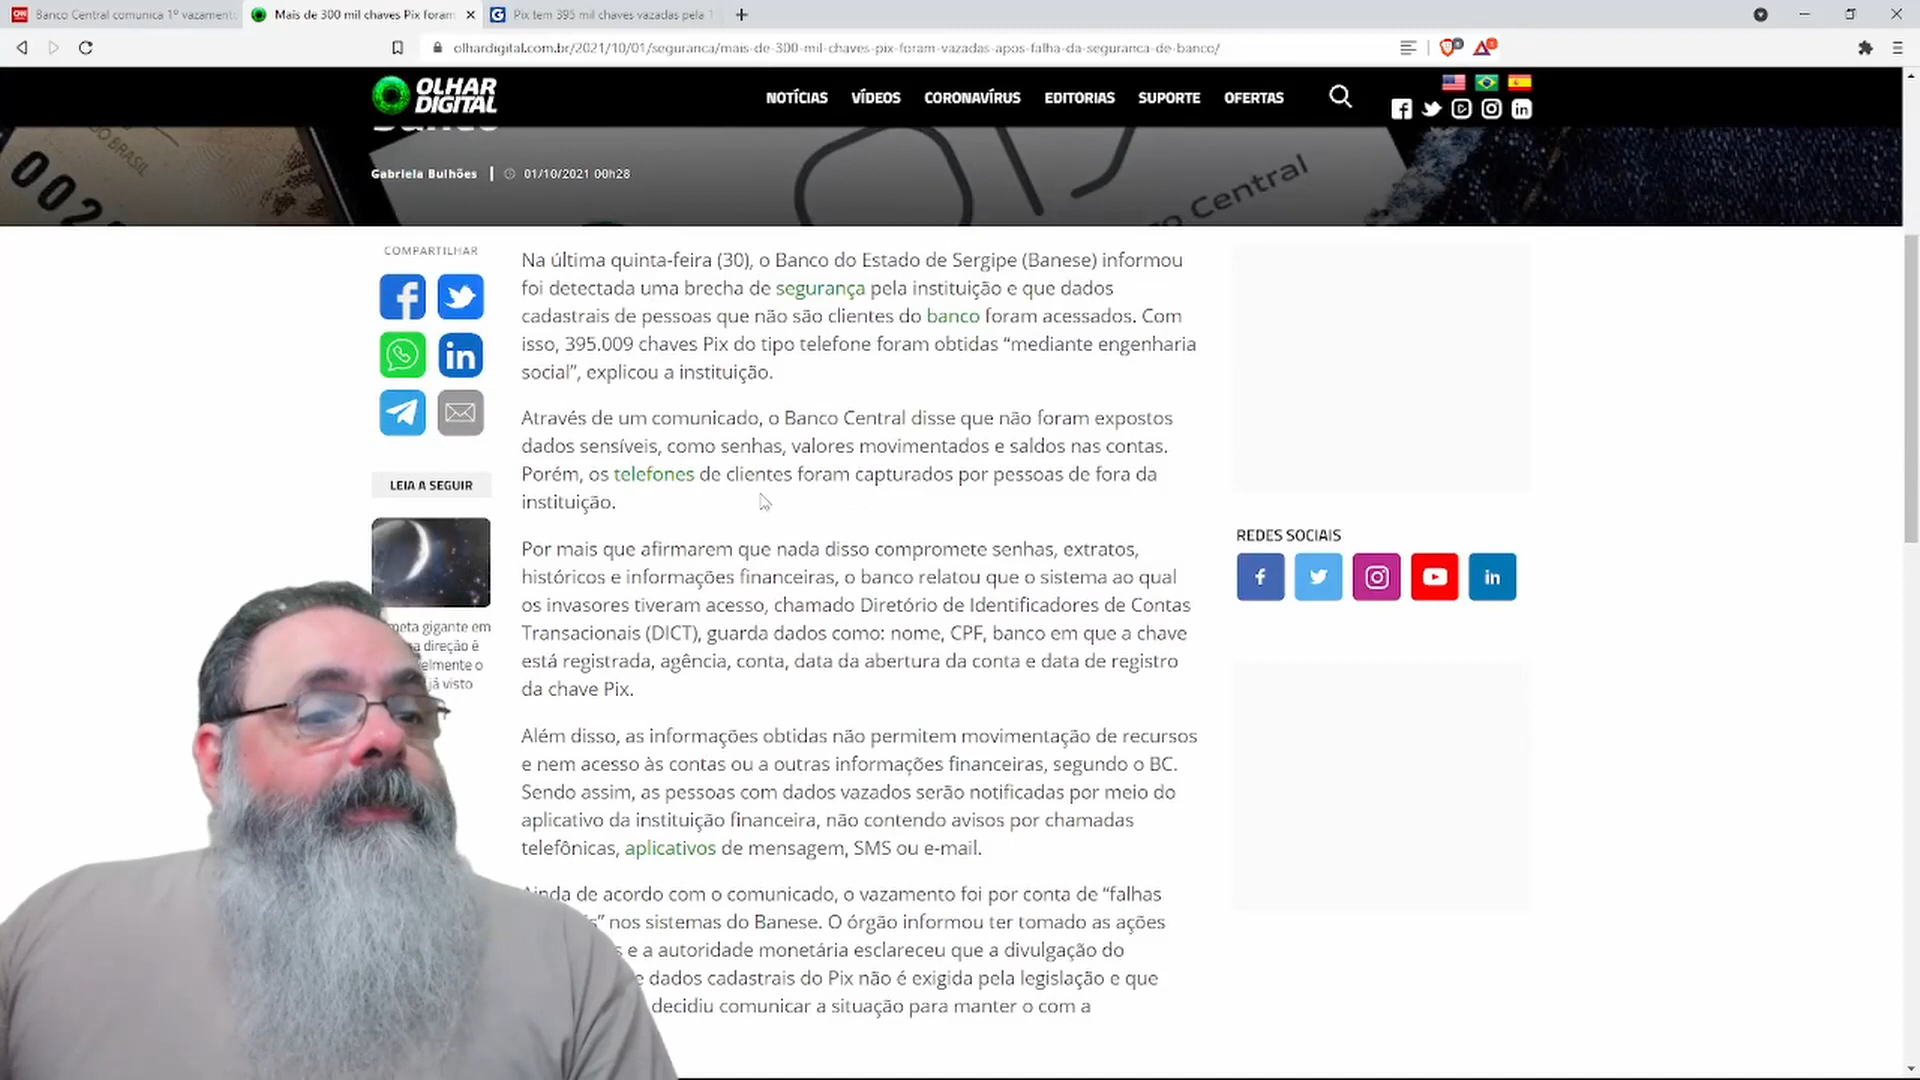 Banco Central comunica 1º vazament
Mais de 300 mil chaves Pix foram
Pix tem 395 mil chaves vazadas pela 1
olhardigital.com.br/2021/10/01/seguranca/mais-de-300-mil-chaves-pix-foram-vazadas-apos-falha-da-seguranca-de-banco/
OLHAR
DIGITAL
NOTÍCIAS
VÍDEOS
CORONAVÍRUS
EDITORIAS
SUPORTE
OFERTAS
DO BRASIL
Central
Gabriela Bulhões
01/10/2021 00h28
COMPARTILHAR
LEIA A SEGUIR
meta gigante em
direção é
elmente o
já visto
Na última quinta-feira (30), o Banco do Estado de Sergipe (Banese) informou
foi detectada uma brecha de segurança pela instituição e que dados
cadastrais de pessoas que não são clientes do banco foram acessados. Com
isso, 395.009 chaves Pix do tipo telefone foram obtidas “mediante engenharia
social”, explicou a instituição.
Através de um comunicado, o Banco Central disse que não foram expostos
dados sensíveis, como senhas, valores movimentados e saldos nas contas.
Porém, os telefones de clientes foram capturados por pessoas de fora da
instituição.
Por mais que afirmarem que nada disso compromete senhas, extratos,
históricos e informações financeiras, o banco relatou que o sistema ao qual
os invasores tiveram acesso, chamado Diretório de Identificadores de Contas
Transacionais (DICT), guarda dados como: nome, CPF, banco em que a chave
está registrada, agência, conta, data da abertura da conta e data de registro
da chave Pix.
Além disso, as informações obtidas não permitem movimentação de recursos
e nem acesso às contas ou a outras informações financeiras, segundo o BC.
Sendo assim, as pessoas com dados vazados serão notificadas por meio do
aplicativo da instituição financeira, não contendo avisos por chamadas
telefônicas, aplicativos de mensagem, SMS ou e-mail.
Ainda de acordo com o comunicado, o vazamento foi por conta de “falhas
” nos sistemas do Banese. O órgão informou ter tomado as ações
e a autoridade monetária esclareceu que a divulgação do
dados cadastrais do Pix não é exigida pela legislação e que
decidiu comunicar a situação para manter o com a
REDES SOCIAIS